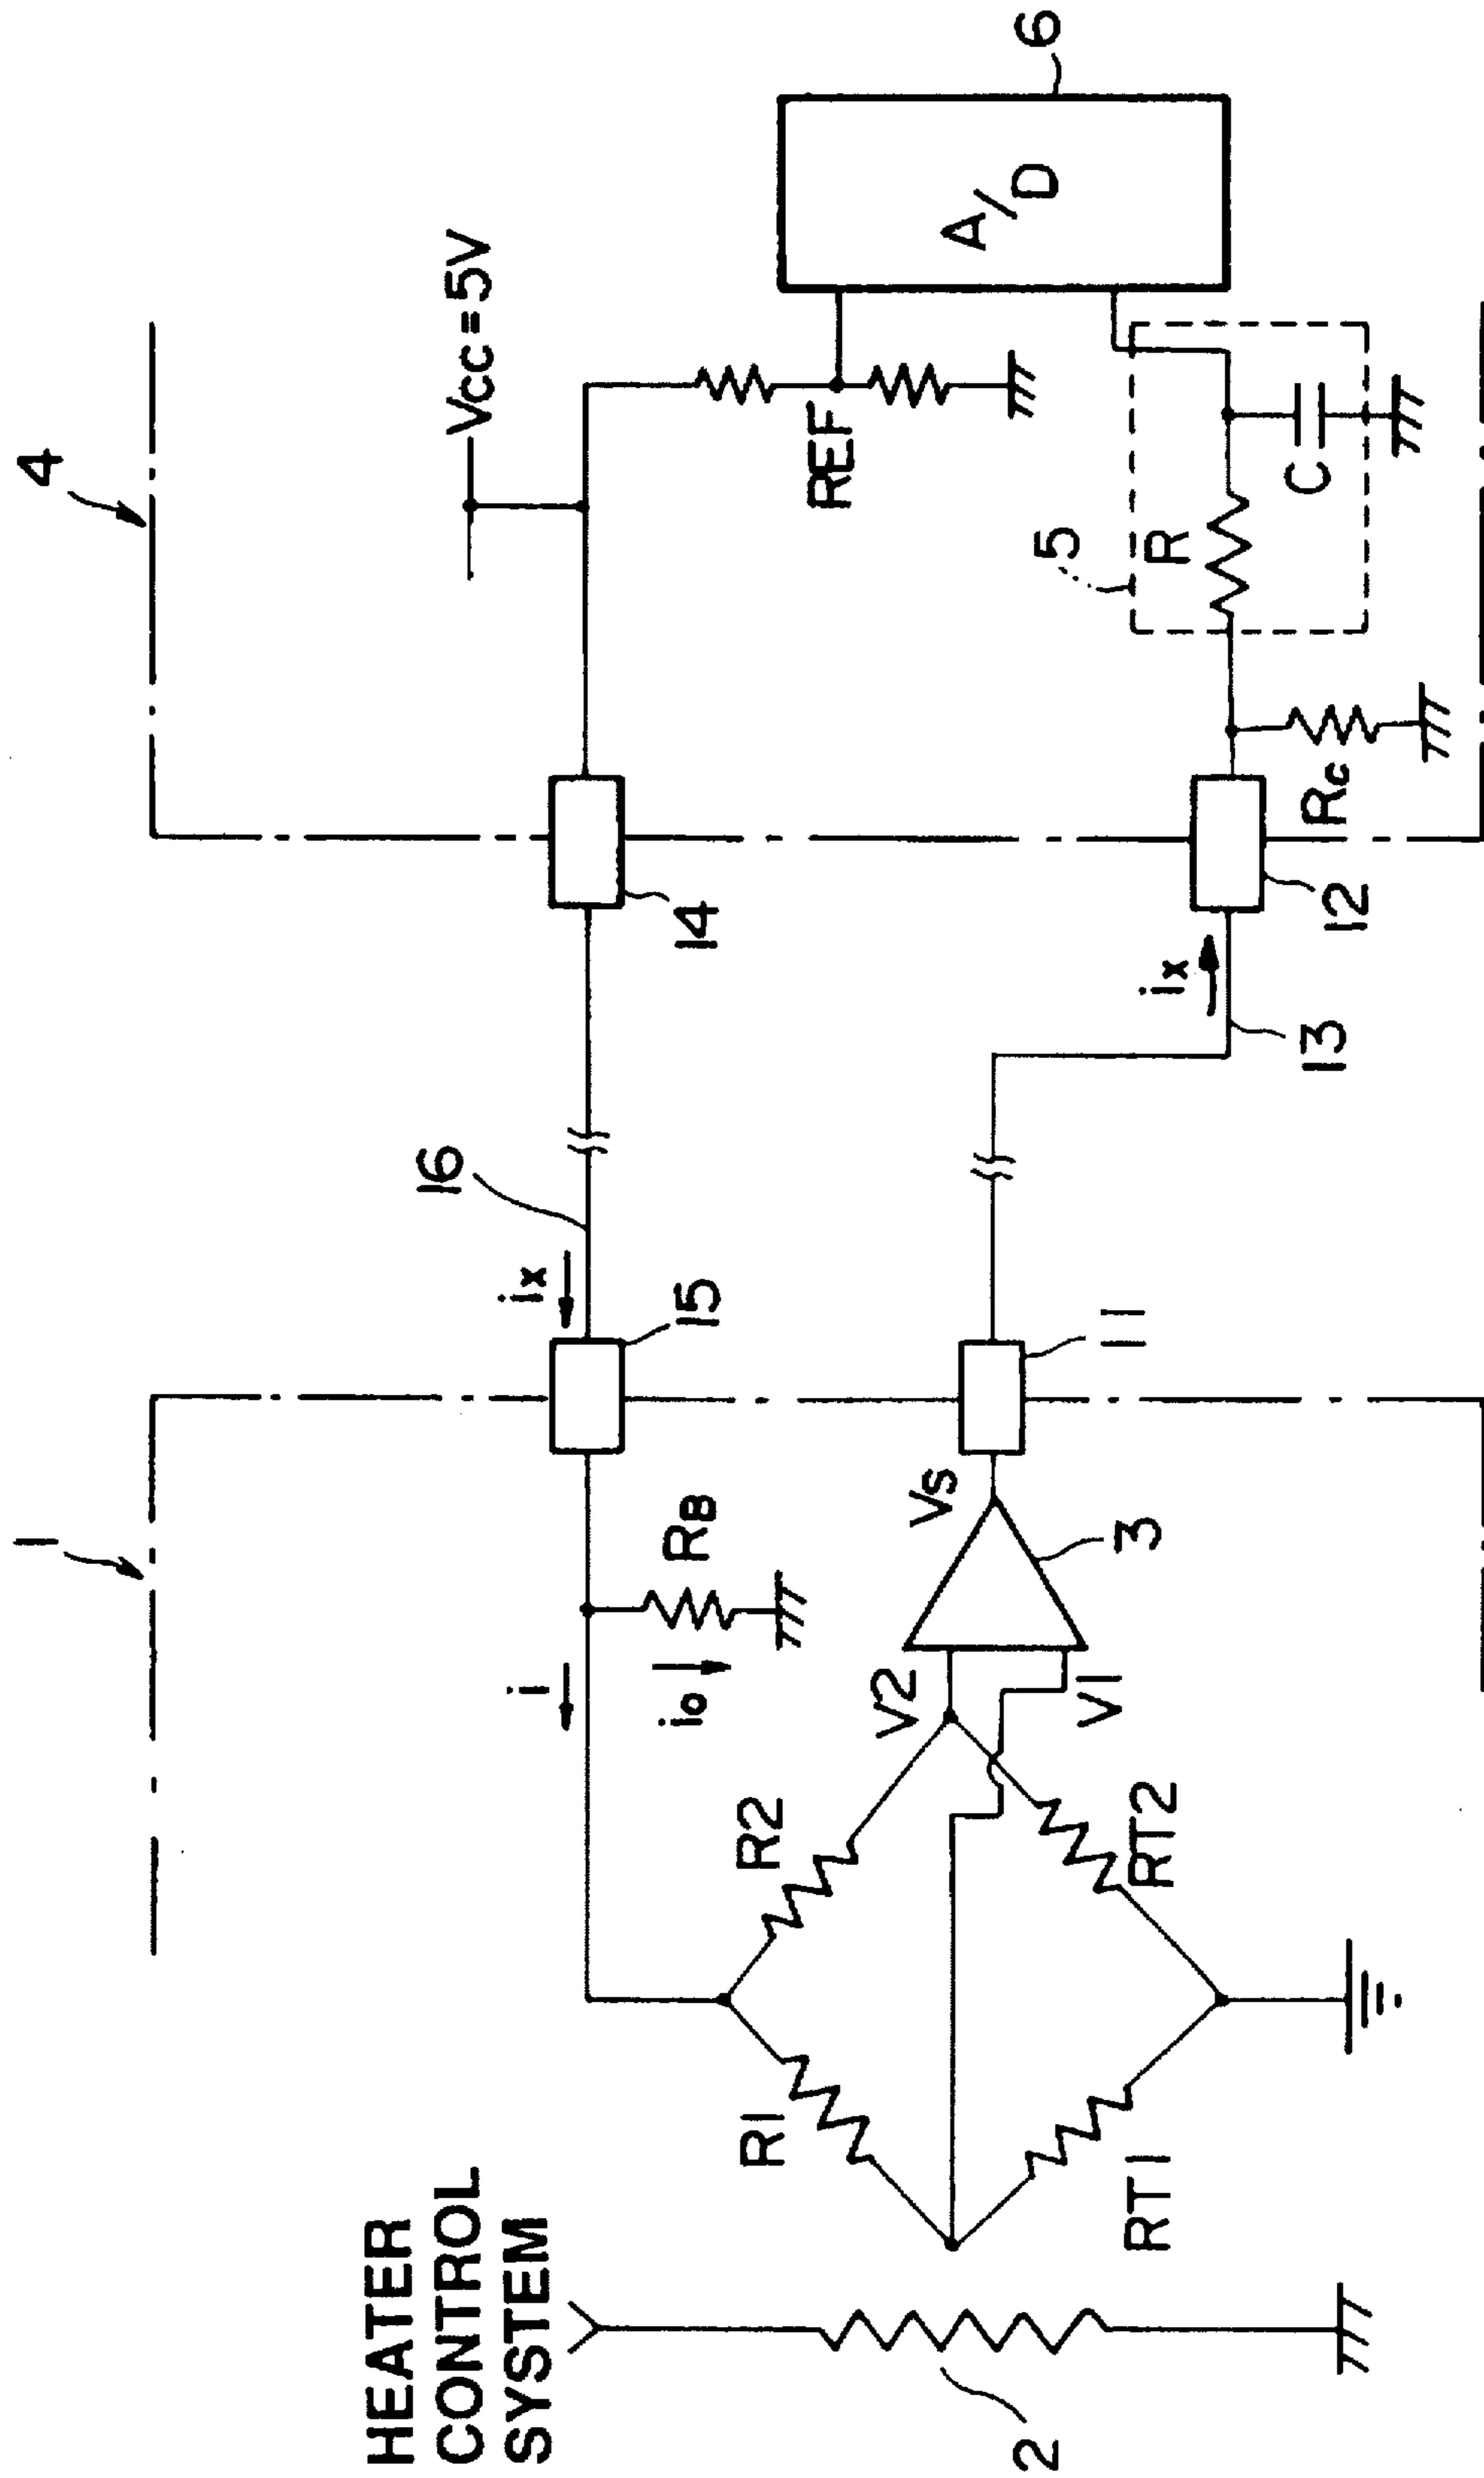 HEATER
CONTROL
SYSTEM
1
16
4
ix
i
15
14
Vcc = 5V
RB
io
REF
6
A/D
R1
R2
V2
Vs
3
11
V1
ix
13
12
5
R
C
Rc
2
RT1
RT2